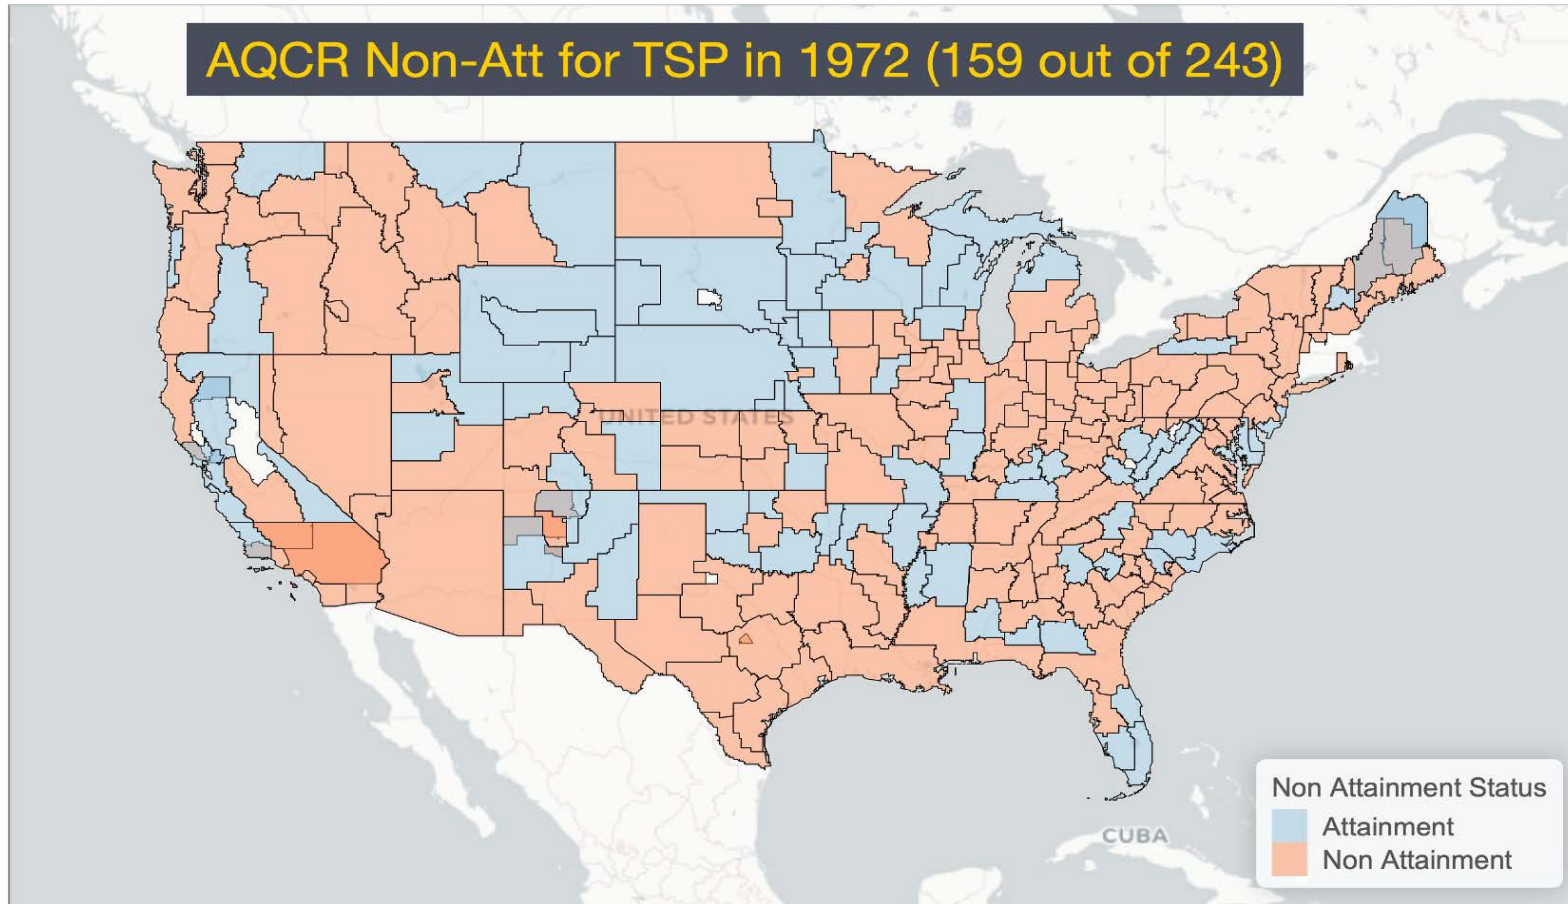 AQCR Non-Att for TSP in 1972 (159 out of 243)
UNITED STATES
CUBA
Non Attainment Status
Attainment
Non Attainment